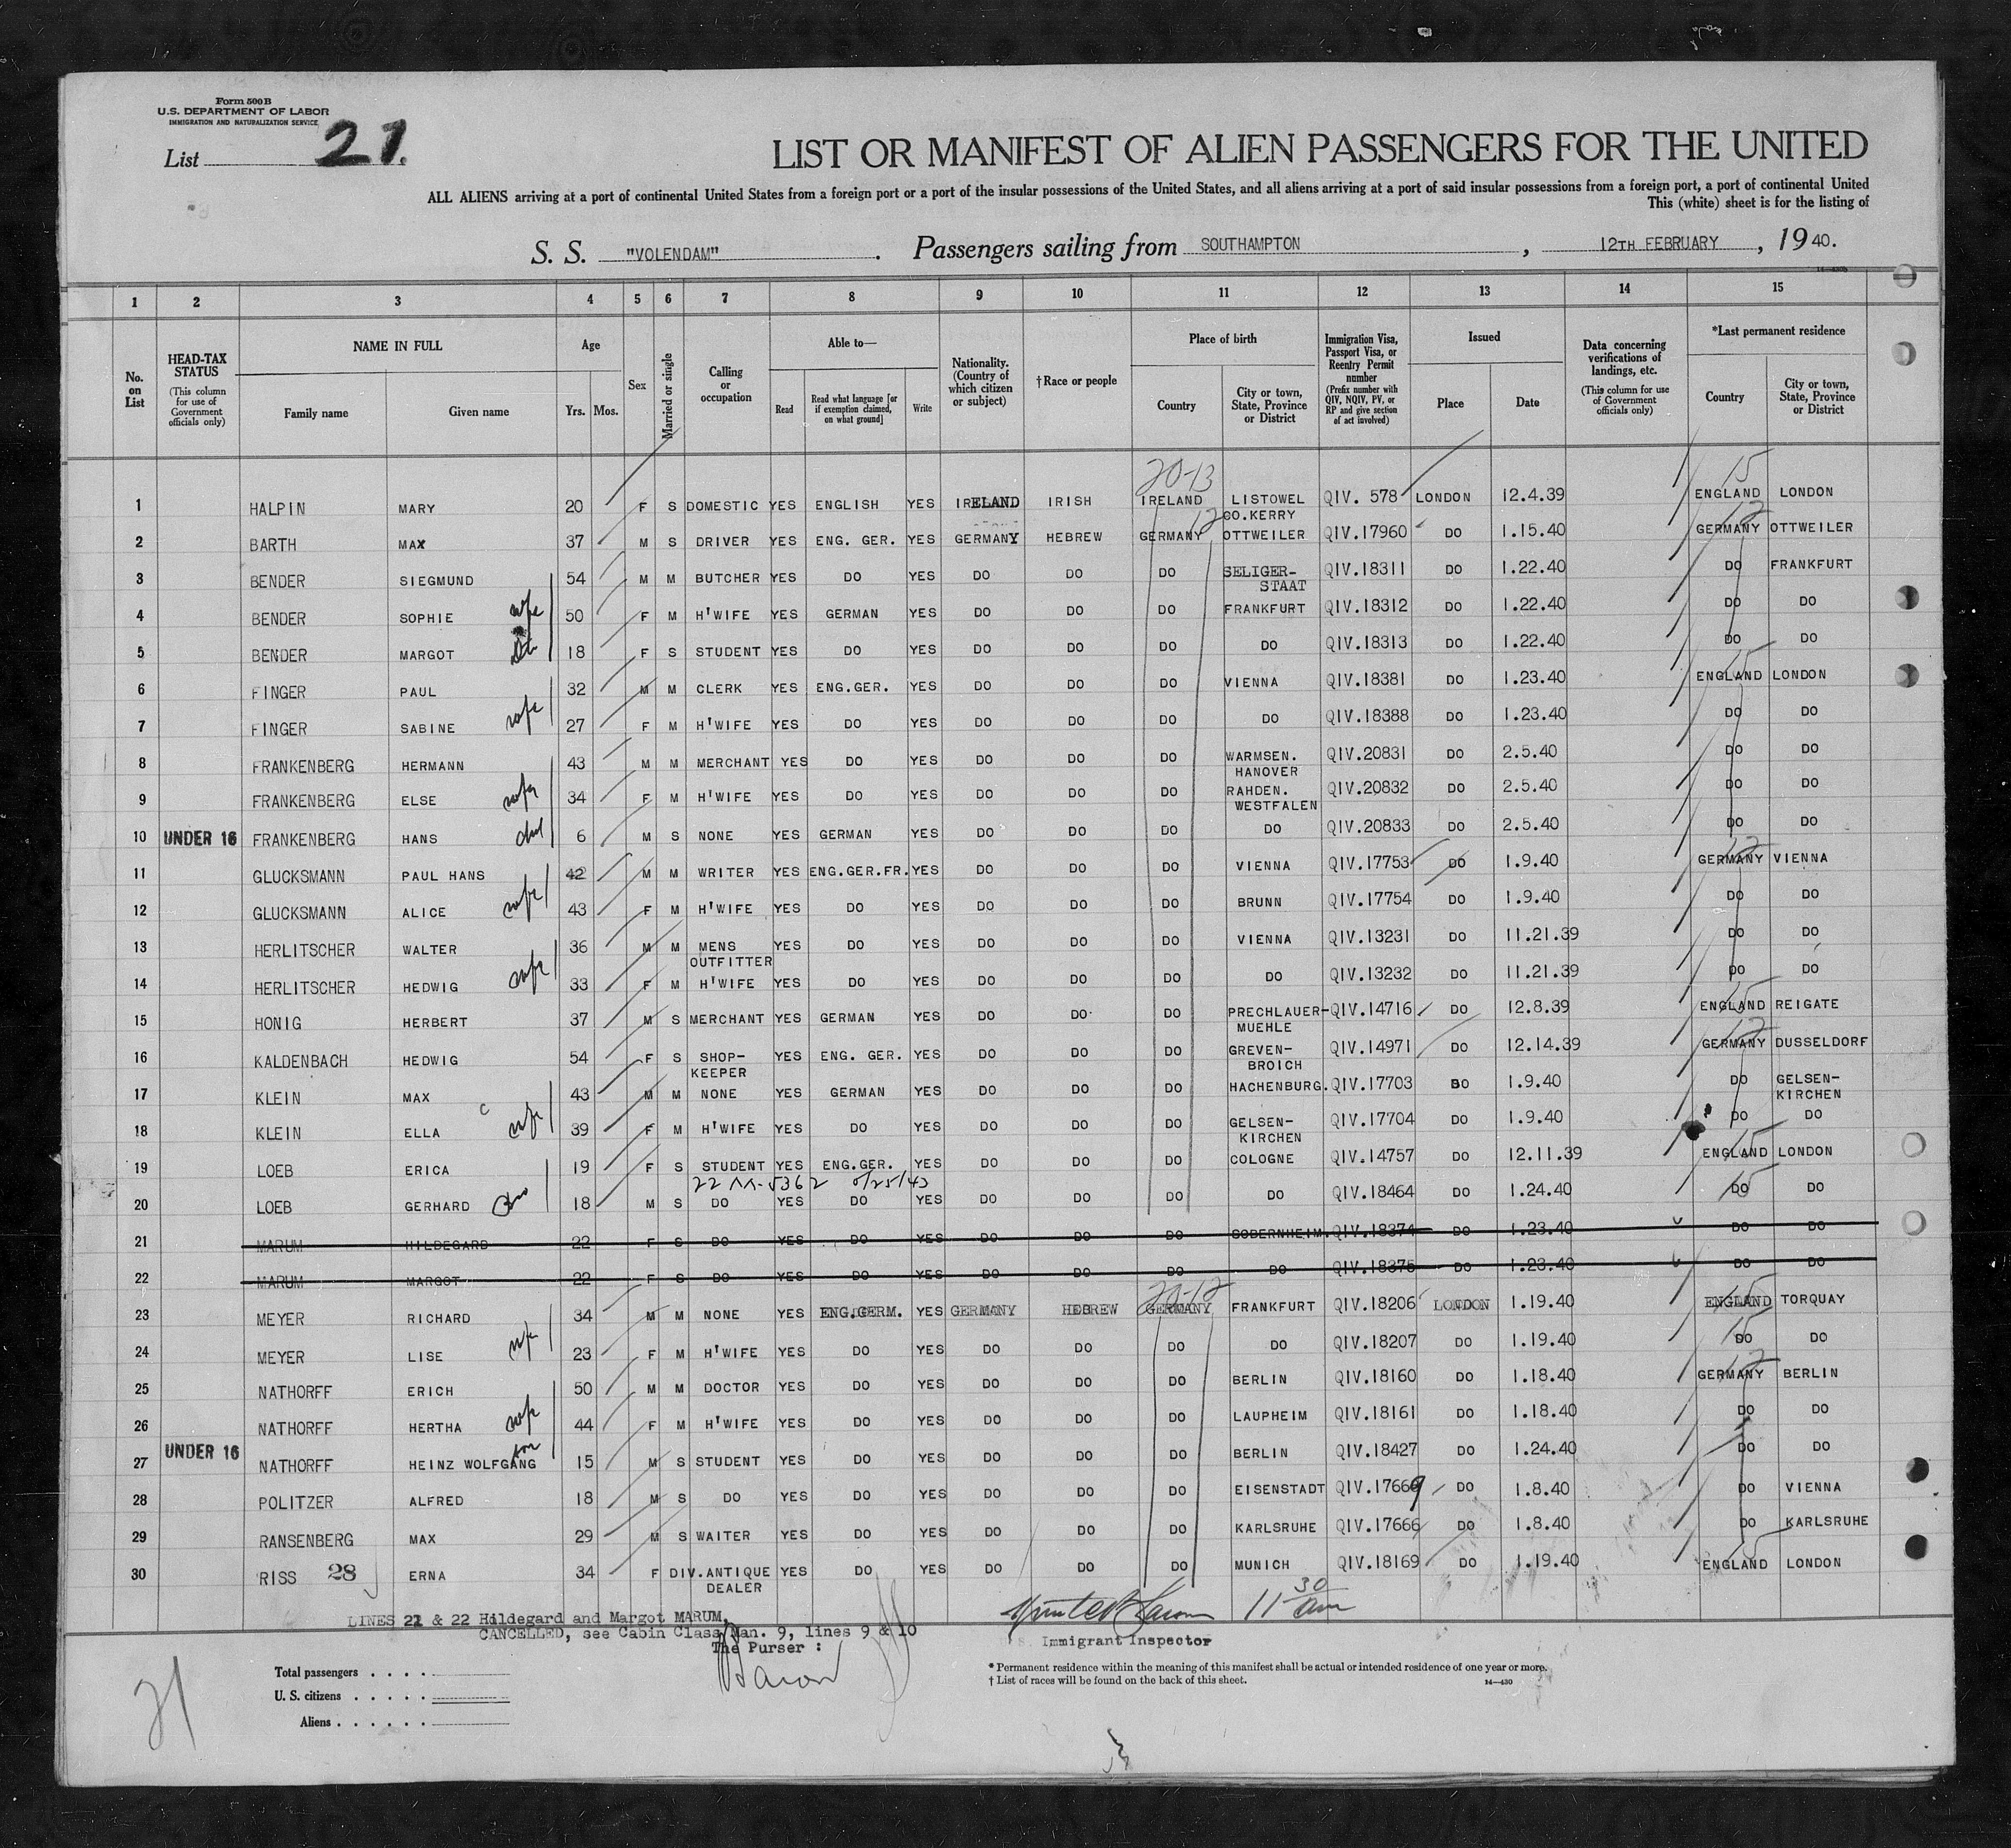 Form 500B
U.S. DEPARTMENT OF LABOR
IMMIGRATION AND NATURALIZATION SERVICE
List 21.
LIST OR MANIFEST OF ALIEN PASSENGERS FOR THE UNITED
ALL ALIENS arriving at a port of continental United States from a foreign port or a port of the insular possessions of the United States, and all aliens arriving at a port of said insular possessions from a foreign port, a port of continental United
This (white) sheet is for the listing of
S. S. "VOLENDAM". Passengers sailing from SOUTHAMPTON, 12TH FEBRUARY, 1940.
1 2 3 4 5 6 7 8 9 10 11 12 13 14 15
No. on List
HEAD-TAX STATUS (This column for use of Government officials only)
NAME IN FULL
Family name Given name
Age
Yrs. Mos.
Sex
Married or single
Calling or occupation
Able to—
Read Read what language [or if exemption claimed, on what ground] Write
Nationality. (Country of which citizen or subject)
†Race or people
Place of birth
Country City or town, State, Province or District
Immigration Visa, Passport Visa, or Reentry Permit number (Prefix number with QIV, NQIV, PV, or RP and give section of act involved)
Issued
Place Date
Data concerning verifications of landings, etc. (This column for use of Government officials only)
*Last permanent residence
Country City or town, State, Province or District
20-13 15
1 HALPIN MARY 20 F S DOMESTIC YES ENGLISH YES IRELAND IRISH IRELAND LISTOWEL CO.KERRY QIV. 578 LONDON 12.4.39 ENGLAND LONDON
12 12
2 BARTH MAX 37 M S DRIVER YES ENG. GER. YES GERMANY HEBREW GERMANY OTTWEILER QIV.17960 DO 1.15.40 GERMANY OTTWEILER
3 BENDER SIEGMUND 54 M M BUTCHER YES DO YES DO DO DO SELIGER-STAAT QIV.18311 DO 1.22.40 DO FRANKFURT
4 BENDER SOPHIE wife 50 F M H'WIFE YES GERMAN YES DO DO DO FRANKFURT QIV.18312 DO 1.22.40 DO DO
5 BENDER MARGOT 18 F S STUDENT YES DO YES DO DO DO DO QIV.18313 DO 1.22.40 DO DO
6 FINGER PAUL 32 M M CLERK YES ENG.GER. YES DO DO DO VIENNA QIV.18381 DO 1.23.40 15 ENGLAND LONDON
7 FINGER SABINE wife 27 F M H'WIFE YES DO YES DO DO DO DO QIV.18388 DO 1.23.40 DO DO
8 FRANKENBERG HERMANN 43 M M MERCHANT YES DO YES DO DO DO WARMSEN. HANOVER QIV.20831 DO 2.5.40 DO DO
9 FRANKENBERG ELSE wife 34 F M H'WIFE YES DO YES DO DO DO RAHDEN. WESTFALEN QIV.20832 DO 2.5.40 DO DO
10 UNDER 16 FRANKENBERG HANS chd 6 M S NONE YES GERMAN YES DO DO DO DO QIV.20833 DO 2.5.40 DO DO
11 GLUCKSMANN PAUL HANS 42 M M WRITER YES ENG.GER.FR. YES DO DO DO VIENNA QIV.17753 DO 1.9.40 12 GERMANY VIENNA
12 GLUCKSMANN ALICE wife 43 F M H'WIFE YES DO YES DO DO DO BRUNN QIV.17754 DO 1.9.40 DO DO
13 HERLITSCHER WALTER 36 M M MENS OUTFITTER YES DO YES DO DO DO VIENNA QIV.13231 DO 11.21.39 DO DO
14 HERLITSCHER HEDWIG wife 33 F M H'WIFE YES DO YES DO DO DO DO QIV.13232 DO 11.21.39 DO DO
15 HONIG HERBERT 37 M S MERCHANT YES GERMAN YES DO DO DO PRECHLAUER-MUEHLE QIV.14716 DO 12.8.39 15 ENGLAND REIGATE
16 KALDENBACH HEDWIG 54 F S SHOP-KEEPER YES ENG. GER. YES DO DO DO GREVEN-BROICH QIV.14971 DO 12.14.39 12 GERMANY DUSSELDORF
17 KLEIN MAX 43 M M NONE YES GERMAN YES DO DO DO HACHENBURG. QIV.17703 DO 1.9.40 DO GELSEN-KIRCHEN
18 KLEIN ELLA wife 39 F M H'WIFE YES DO YES DO DO DO GELSEN-KIRCHEN QIV.17704 DO 1.9.40 DO DO
19 LOEB ERICA 19 F S STUDENT YES ENG.GER. YES DO DO DO COLOGNE QIV.14757 DO 12.11.39 15 ENGLAND LONDON
20 LOEB GERHARD 18 M S DO YES DO YES DO DO DO DO QIV.18464 DO 1.24.40 15 DO DO
21 MARUM HILDEGARD 22 F S DO YES DO YES DO DO DO SOBERNHEIM. QIV.18374 DO 1.23.40 DO DO
22 MARUM MARGOT 22 F S DO YES DO YES DO DO DO DO QIV.18375 DO 1.23.40 DO DO
20-12 15
23 MEYER RICHARD 34 M M NONE YES ENG.GERM. YES GERMANY HEBREW GERMANY FRANKFURT QIV.18206 LONDON 1.19.40 ENGLAND TORQUAY
24 MEYER LISE wife 23 F M H'WIFE YES DO YES DO DO DO DO QIV.18207 DO 1.19.40 15 DO DO
25 NATHORFF ERICH 50 M M DOCTOR YES DO YES DO DO DO BERLIN QIV.18160 DO 1.18.40 12 GERMANY BERLIN
26 NATHORFF HERTHA wife 44 F M H'WIFE YES DO YES DO DO DO LAUPHEIM QIV.18161 DO 1.18.40 DO DO
27 UNDER 16 NATHORFF HEINZ WOLFGANG son 15 M S STUDENT YES DO YES DO DO DO BERLIN QIV.18427 DO 1.24.40 DO DO
28 POLITZER ALFRED 18 M S DO YES DO YES DO DO DO EISENSTADT QIV.17669 DO 1.8.40 DO VIENNA
29 RANSENBERG MAX 29 M S WAITER YES DO YES DO DO DO KARLSRUHE QIV.17666 DO 1.8.40 DO KARLSRUHE
30 RISS 28 ERNA 34 F DIV. ANTIQUE DEALER YES DO YES DO DO DO MUNICH QIV.18169 DO 1.19.40 15 ENGLAND LONDON
11 30 am
LINES 21 & 22 Hildegard and Margot MARUM,
CANCELLED, see Cabin Class Man. 9, lines 9 & 10
The Purser :
Immigrant Inspector
Total passengers . . . .
U. S. citizens . . . . .
Aliens . . . . . .
*Permanent residence within the meaning of this manifest shall be actual or intended residence of one year or more.
†List of races will be found on the back of this sheet.
14—430
21